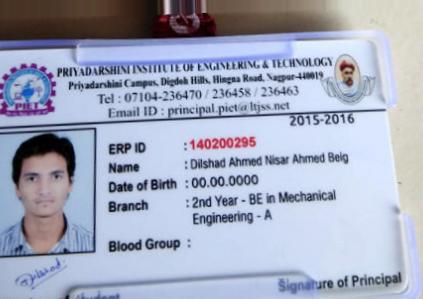 PRIYADARSHINI INSTITUTE OF ENGINEERING & TECHNOLOGY
Priyadarshini Campus, Digdoh Hills, Hingna Road, Nagpur-440019
Tel : 07104-236470 / 236458 / 236463
Email ID : principal.piet@ltjss.net
PIET
2015-2016
ERP ID : 140200295
Name : Dilshad Ahmed Nisar Ahmed Beig
Date of Birth : 00.00.0000
Branch : 2nd Year - BE in Mechanical
Engineering - A
Blood Group :
Dilshad
Signature of Principal